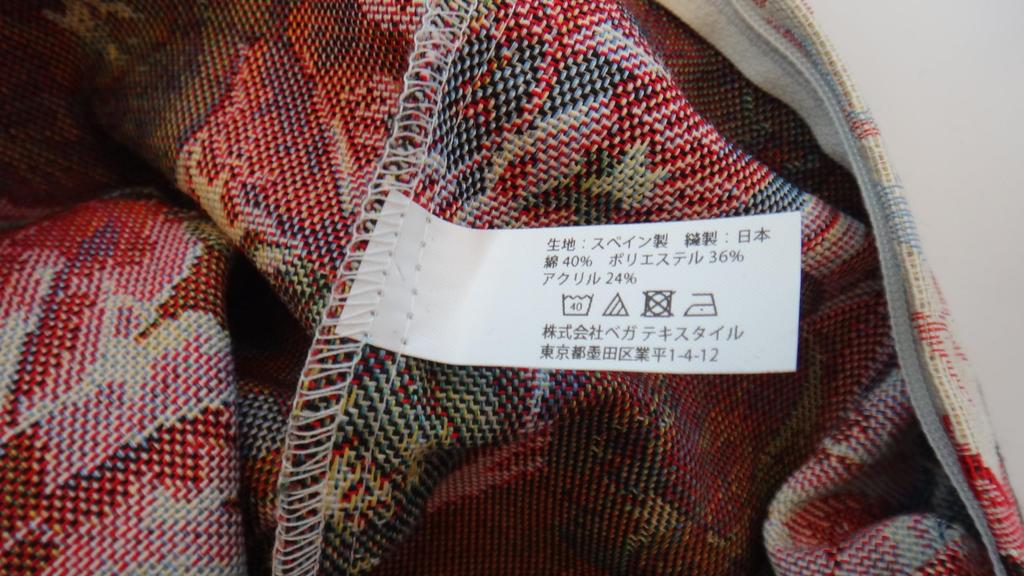 生地：スペイン製　縫製：日本
綿 40%　ポリエステル 36%
アクリル 24%
40
株式会社ベガ テキスタイル
東京都墨田区業平1-4-12